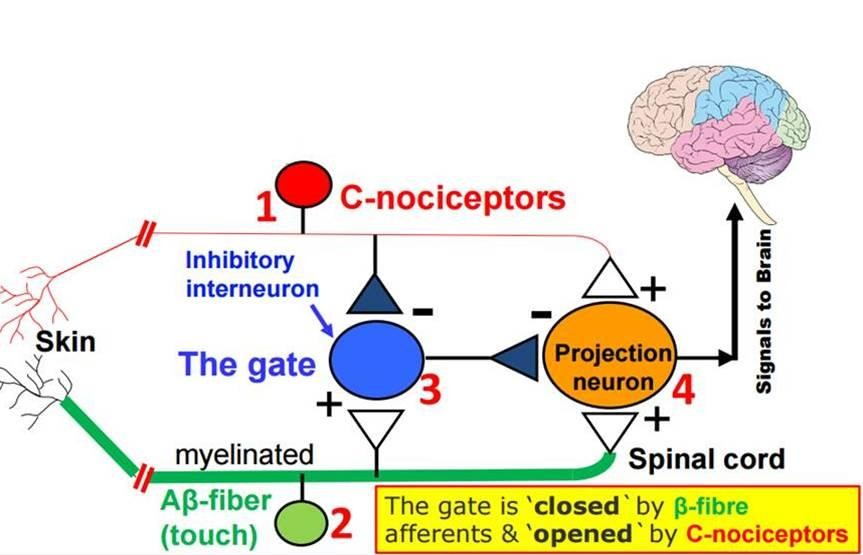 1
C-nociceptors
Inhibitory
interneuron
-
-
+
Skin
The gate
3
Projection
neuron
4
Signals to Brain
+
+
myelinated
Spinal cord
Aβ-fiber
(touch)
2
The gate is `closed` by β-fibre
afferents & `opened` by C-nociceptors